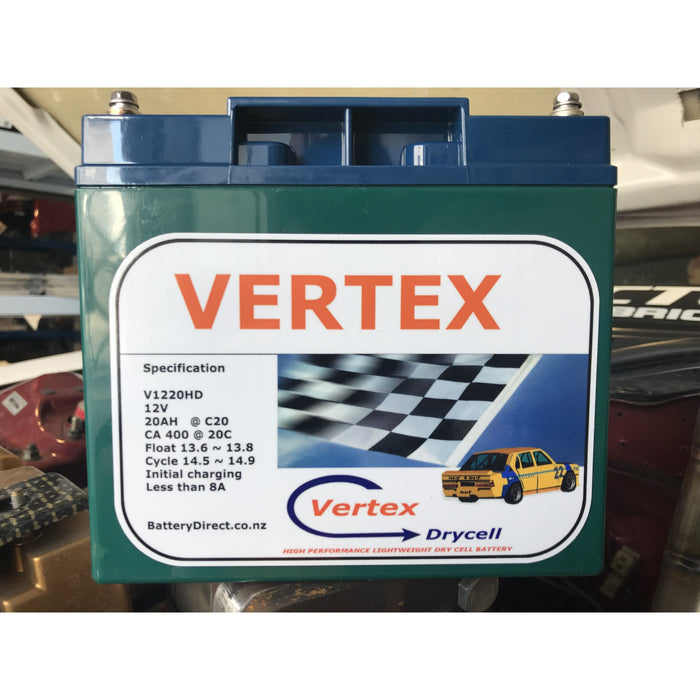 VERTEX
Specification
V1220HD
12V
20AH @ C20
CA 400 @ 20C
Float 13.6 ~ 13.8
Cycle 14.5 ~ 14.9
Initial charging
Less than 8A
BatteryDirect.co.nz
22
Vertex
Drycell
HIGH PERFORMANCE LIGHTWEIGHT DRY CELL BATTERY